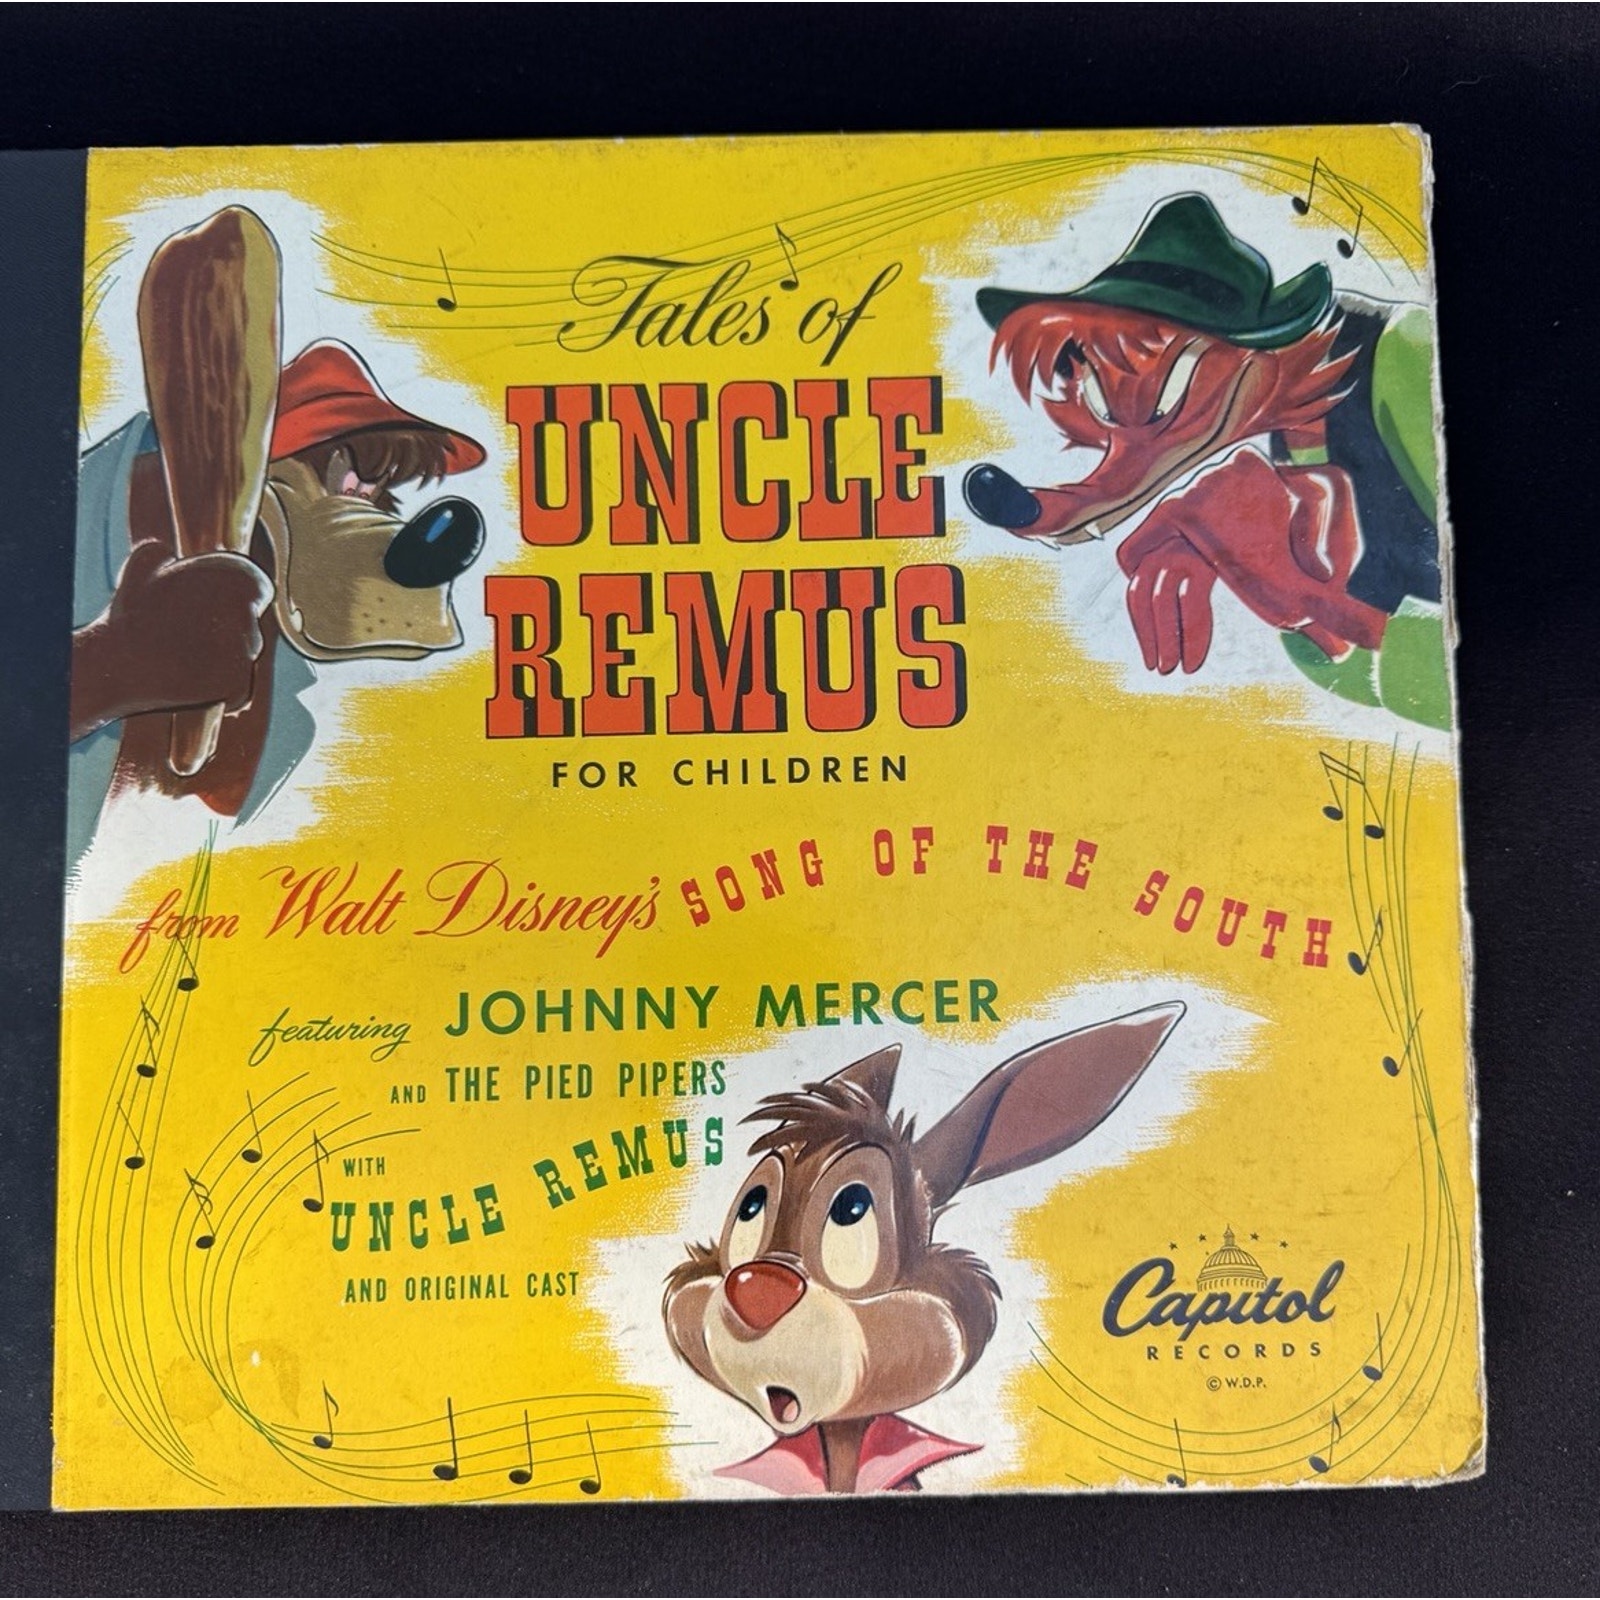 Tales of
UNCLE
REMUS
FOR CHILDREN
from Walt Disney's SONG OF THE SOUTH
featuring JOHNNY MERCER
AND THE PIED PIPERS
WITH
UNCLE REMUS
AND ORIGINAL CAST
Capitol
RECORDS
© W.D.P.